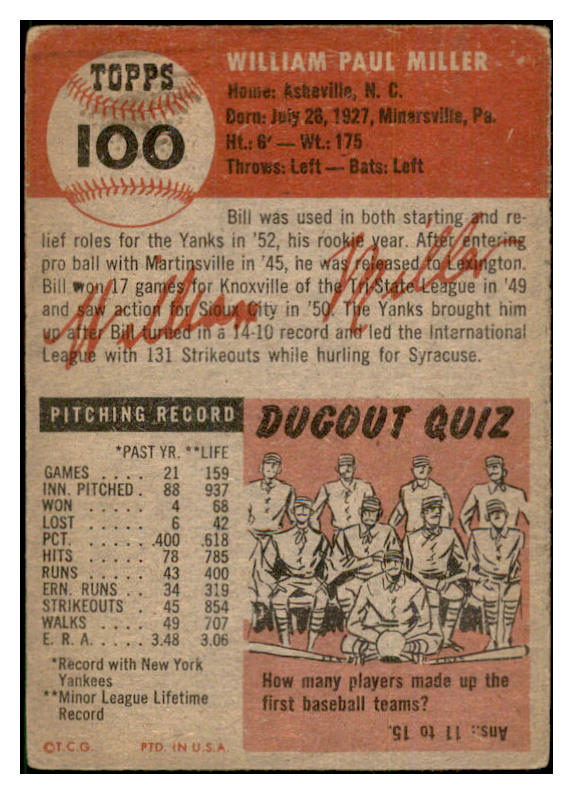 TOPPS
100
WILLIAM PAUL MILLER
Home: Asheville, N. C.
Born: July 26, 1927, Minersville, Pa.
Ht.: 6' — Wt.: 175
Throws: Left — Bats: Left
Bill was used in both starting and re-
lief roles for the Yanks in '52, his rookie year. After entering
pro ball with Martinsville in '45, he was released to Lexington.
Bill won 17 games for Knoxville of the Tri-State League in '49
and saw action for Sioux City in '50. The Yanks brought him
up after Bill turned in a 14-10 record and led the International
League with 131 Strikeouts while hurling for Syracuse.
William Miller
PITCHING RECORD
*PAST YR. **LIFE
GAMES . . . . 21 159
INN. PITCHED . 88 937
WON . . . . . 4 68
LOST . . . . . 6 42
PCT. . . . . . .400 .618
HITS . . . . . 78 785
RUNS . . . . . 43 400
ERN. RUNS . . 34 319
STRIKEOUTS . 45 854
WALKS . . . . 49 707
E. R. A. . . . . 3.48 3.06
*Record with New York
Yankees
**Minor League Lifetime
Record
©T.C.G. PTD. IN U.S.A.
DUGOUT QUIZ
How many players made up the
first baseball teams?
Ans.: 11 to 15.